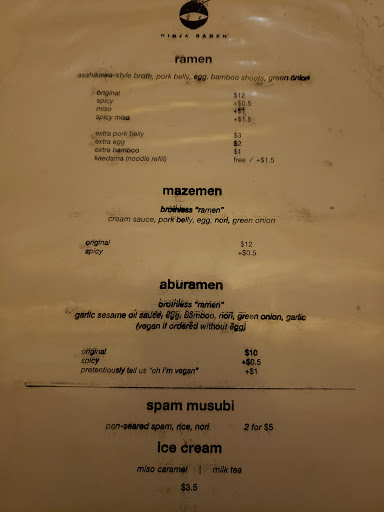 NINJA RAMEN
ramen
asahikawa-style broth, pork belly, egg, bamboo shoots, green onion
original $12
spicy +$0.5
miso +$1
spicy miso +$1.5
extra pork belly $3
extra egg $2
extra bamboo $1
kaedama (noodle refill) free / +$1.5
mazemen
brothless "ramen"
cream sauce, pork belly, egg, nori, green onion
original $12
spicy +$0.5
aburamen
brothless "ramen"
garlic sesame oil sauce, egg, bamboo, nori, green onion, garlic
(vegan if ordered without egg)
original $10
spicy +$0.5
pretentiously tell us "oh i'm vegan" +$1
spam musubi
pan-seared spam, rice, nori 2 for $5
ice cream
miso caramel | milk tea
$3.5